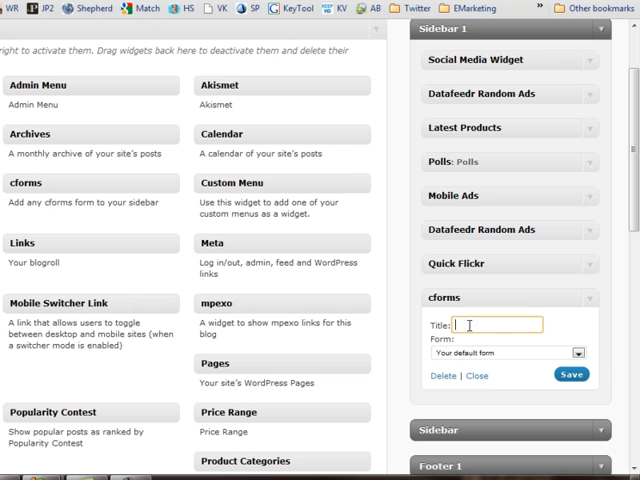 WR JP2 Shepherd Match HS VK SP KeyTool KV AB Twitter EMarketing » Other bookmarks
right to activate them. Drag widgets back here to deactivate them and delete their
Admin Menu
Admin Menu
Akismet
Akismet
Archives
A monthly archive of your site's posts
Calendar
A calendar of your site's posts
cforms
Add any cforms form to your sidebar
Custom Menu
Use this widget to add one of your
custom menus as a widget.
Links
Your blogroll
Meta
Log in/out, admin, feed and WordPress
links
Mobile Switcher Link
A link that allows users to toggle
between desktop and mobile sites (when
a switcher mode is enabled)
mpexo
A widget to show mpexo links for this
blog
Pages
Your site's WordPress Pages
Popularity Contest
Show popular posts as ranked by
Popularity Contest
Price Range
Price Range
Product Categories
Sidebar 1
Social Media Widget
Datafeedr Random Ads
Latest Products
Polls: Polls
Mobile Ads
Datafeedr Random Ads
Quick Flickr
cforms
Title:
Form:
Your default form
Delete | Close
Save
Sidebar
Footer 1